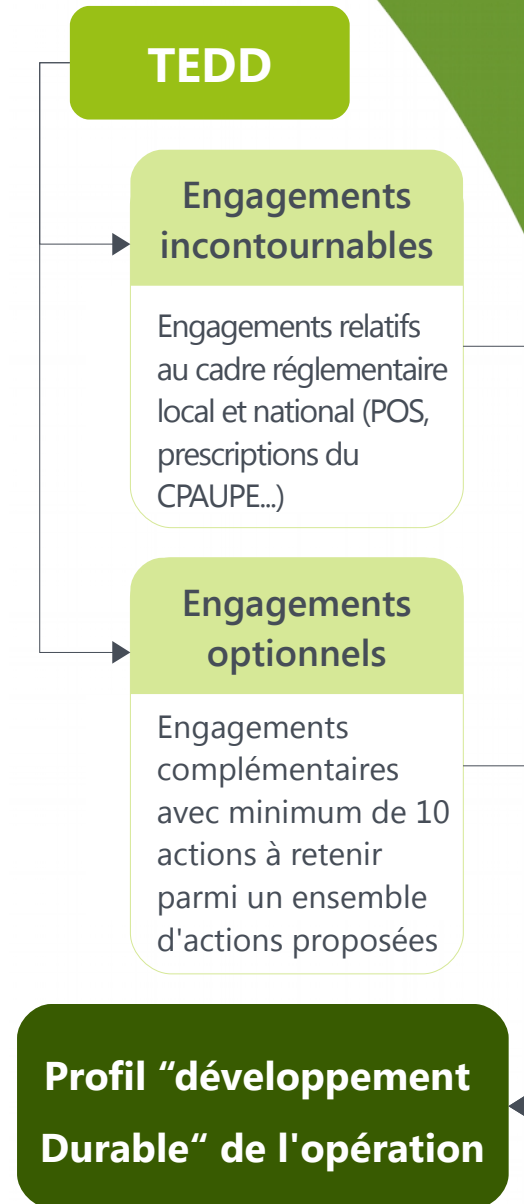 TEDD
Engagements
incontournables
Engagements relatifs
au cadre réglementaire
local et national (POS,
prescriptions du
CPAUPE...)
Engagements
optionnels
Engagements
complémentaires
avec minimum de 10
actions à retenir
parmi un ensemble
d'actions proposées
Profil “développement
Durable“ de l'opération